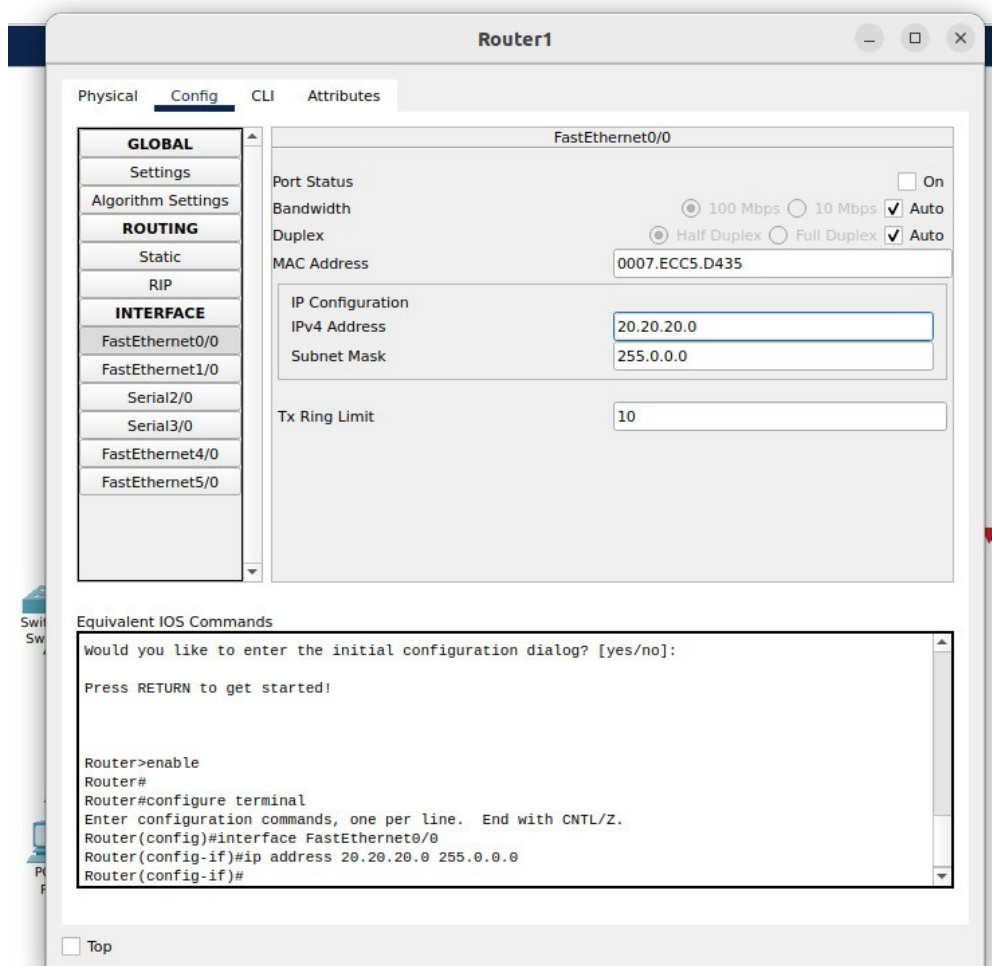 Router1
Physical Config CLI Attributes
GLOBAL
Settings
Algorithm Settings
ROUTING
Static
RIP
INTERFACE
FastEthernet0/0
FastEthernet1/0
Serial2/0
Serial3/0
FastEthernet4/0
FastEthernet5/0
FastEthernet0/0
Port Status On
Bandwidth 100 Mbps 10 Mbps Auto
Duplex Half Duplex Full Duplex Auto
MAC Address 0007.ECC5.D435
IP Configuration
IPv4 Address 20.20.20.0
Subnet Mask 255.0.0.0
Tx Ring Limit 10
Equivalent IOS Commands
Would you like to enter the initial configuration dialog? [yes/no]:
Press RETURN to get started!
Router>enable
Router#
Router#configure terminal
Enter configuration commands, one per line. End with CNTL/Z.
Router(config)#interface FastEthernet0/0
Router(config-if)#ip address 20.20.20.0 255.0.0.0
Router(config-if)#
Top